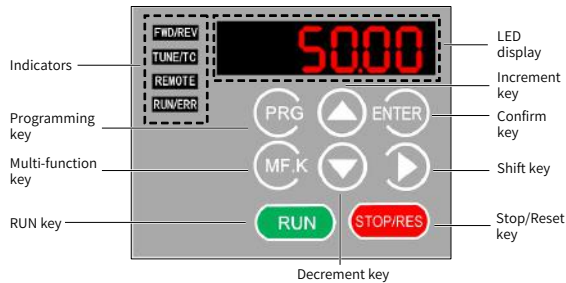 FWD/REV
TUNE/TC
REMOTE
RUN/ERR
50.00
LED
display
Indicators
Increment
key
PRG
ENTER
Confirm
key
Programming
key
Multi-function
key
MF.K
Shift key
RUN key
RUN
STOP/RES
Stop/Reset
key
Decrement key